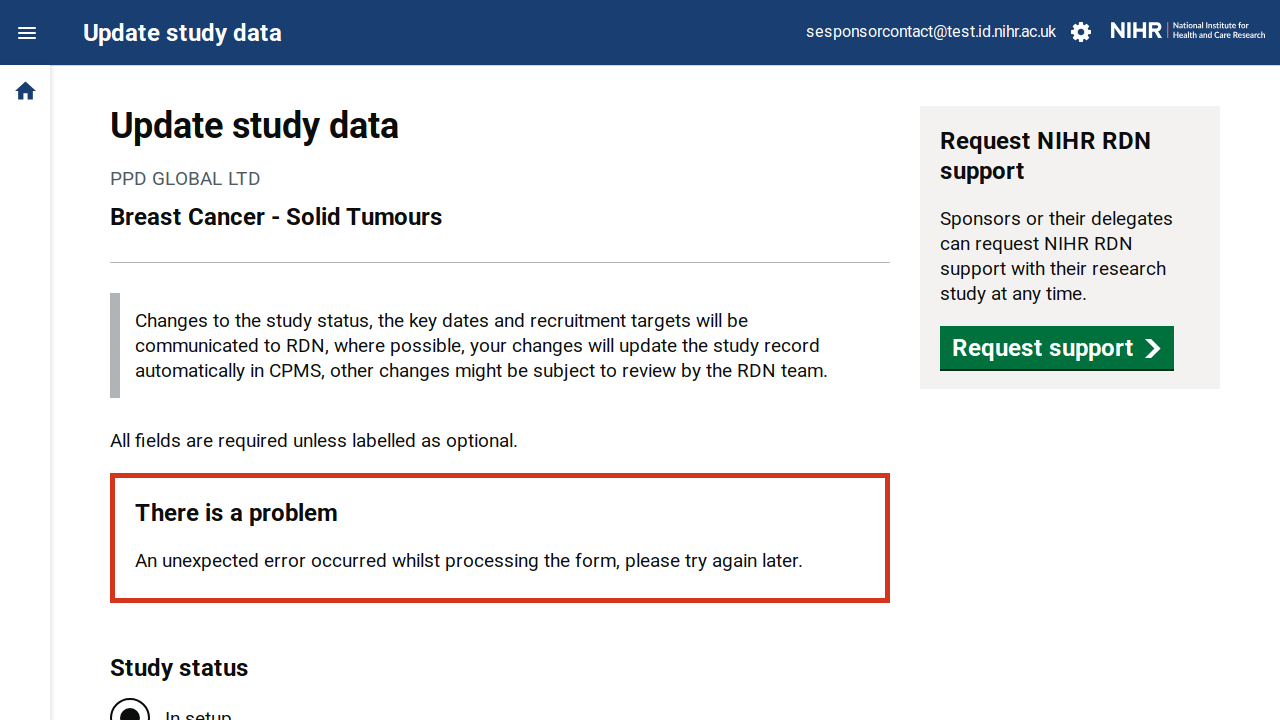 Update study data
sesponsorcontact@test.id.nihr.ac.uk
NIHR
National Institute for
Health and Care Research
Update study data
PPD GLOBAL LTD
Breast Cancer - Solid Tumours
Changes to the study status, the key dates and recruitment targets will be
communicated to RDN, where possible, your changes will update the study record
automatically in CPMS, other changes might be subject to review by the RDN team.
All fields are required unless labelled as optional.
There is a problem
An unexpected error occurred whilst processing the form, please try again later.
Study status
In setup
Request NIHR RDN
support
Sponsors or their delegates
can request NIHR RDN
support with their research
study at any time.
Request support